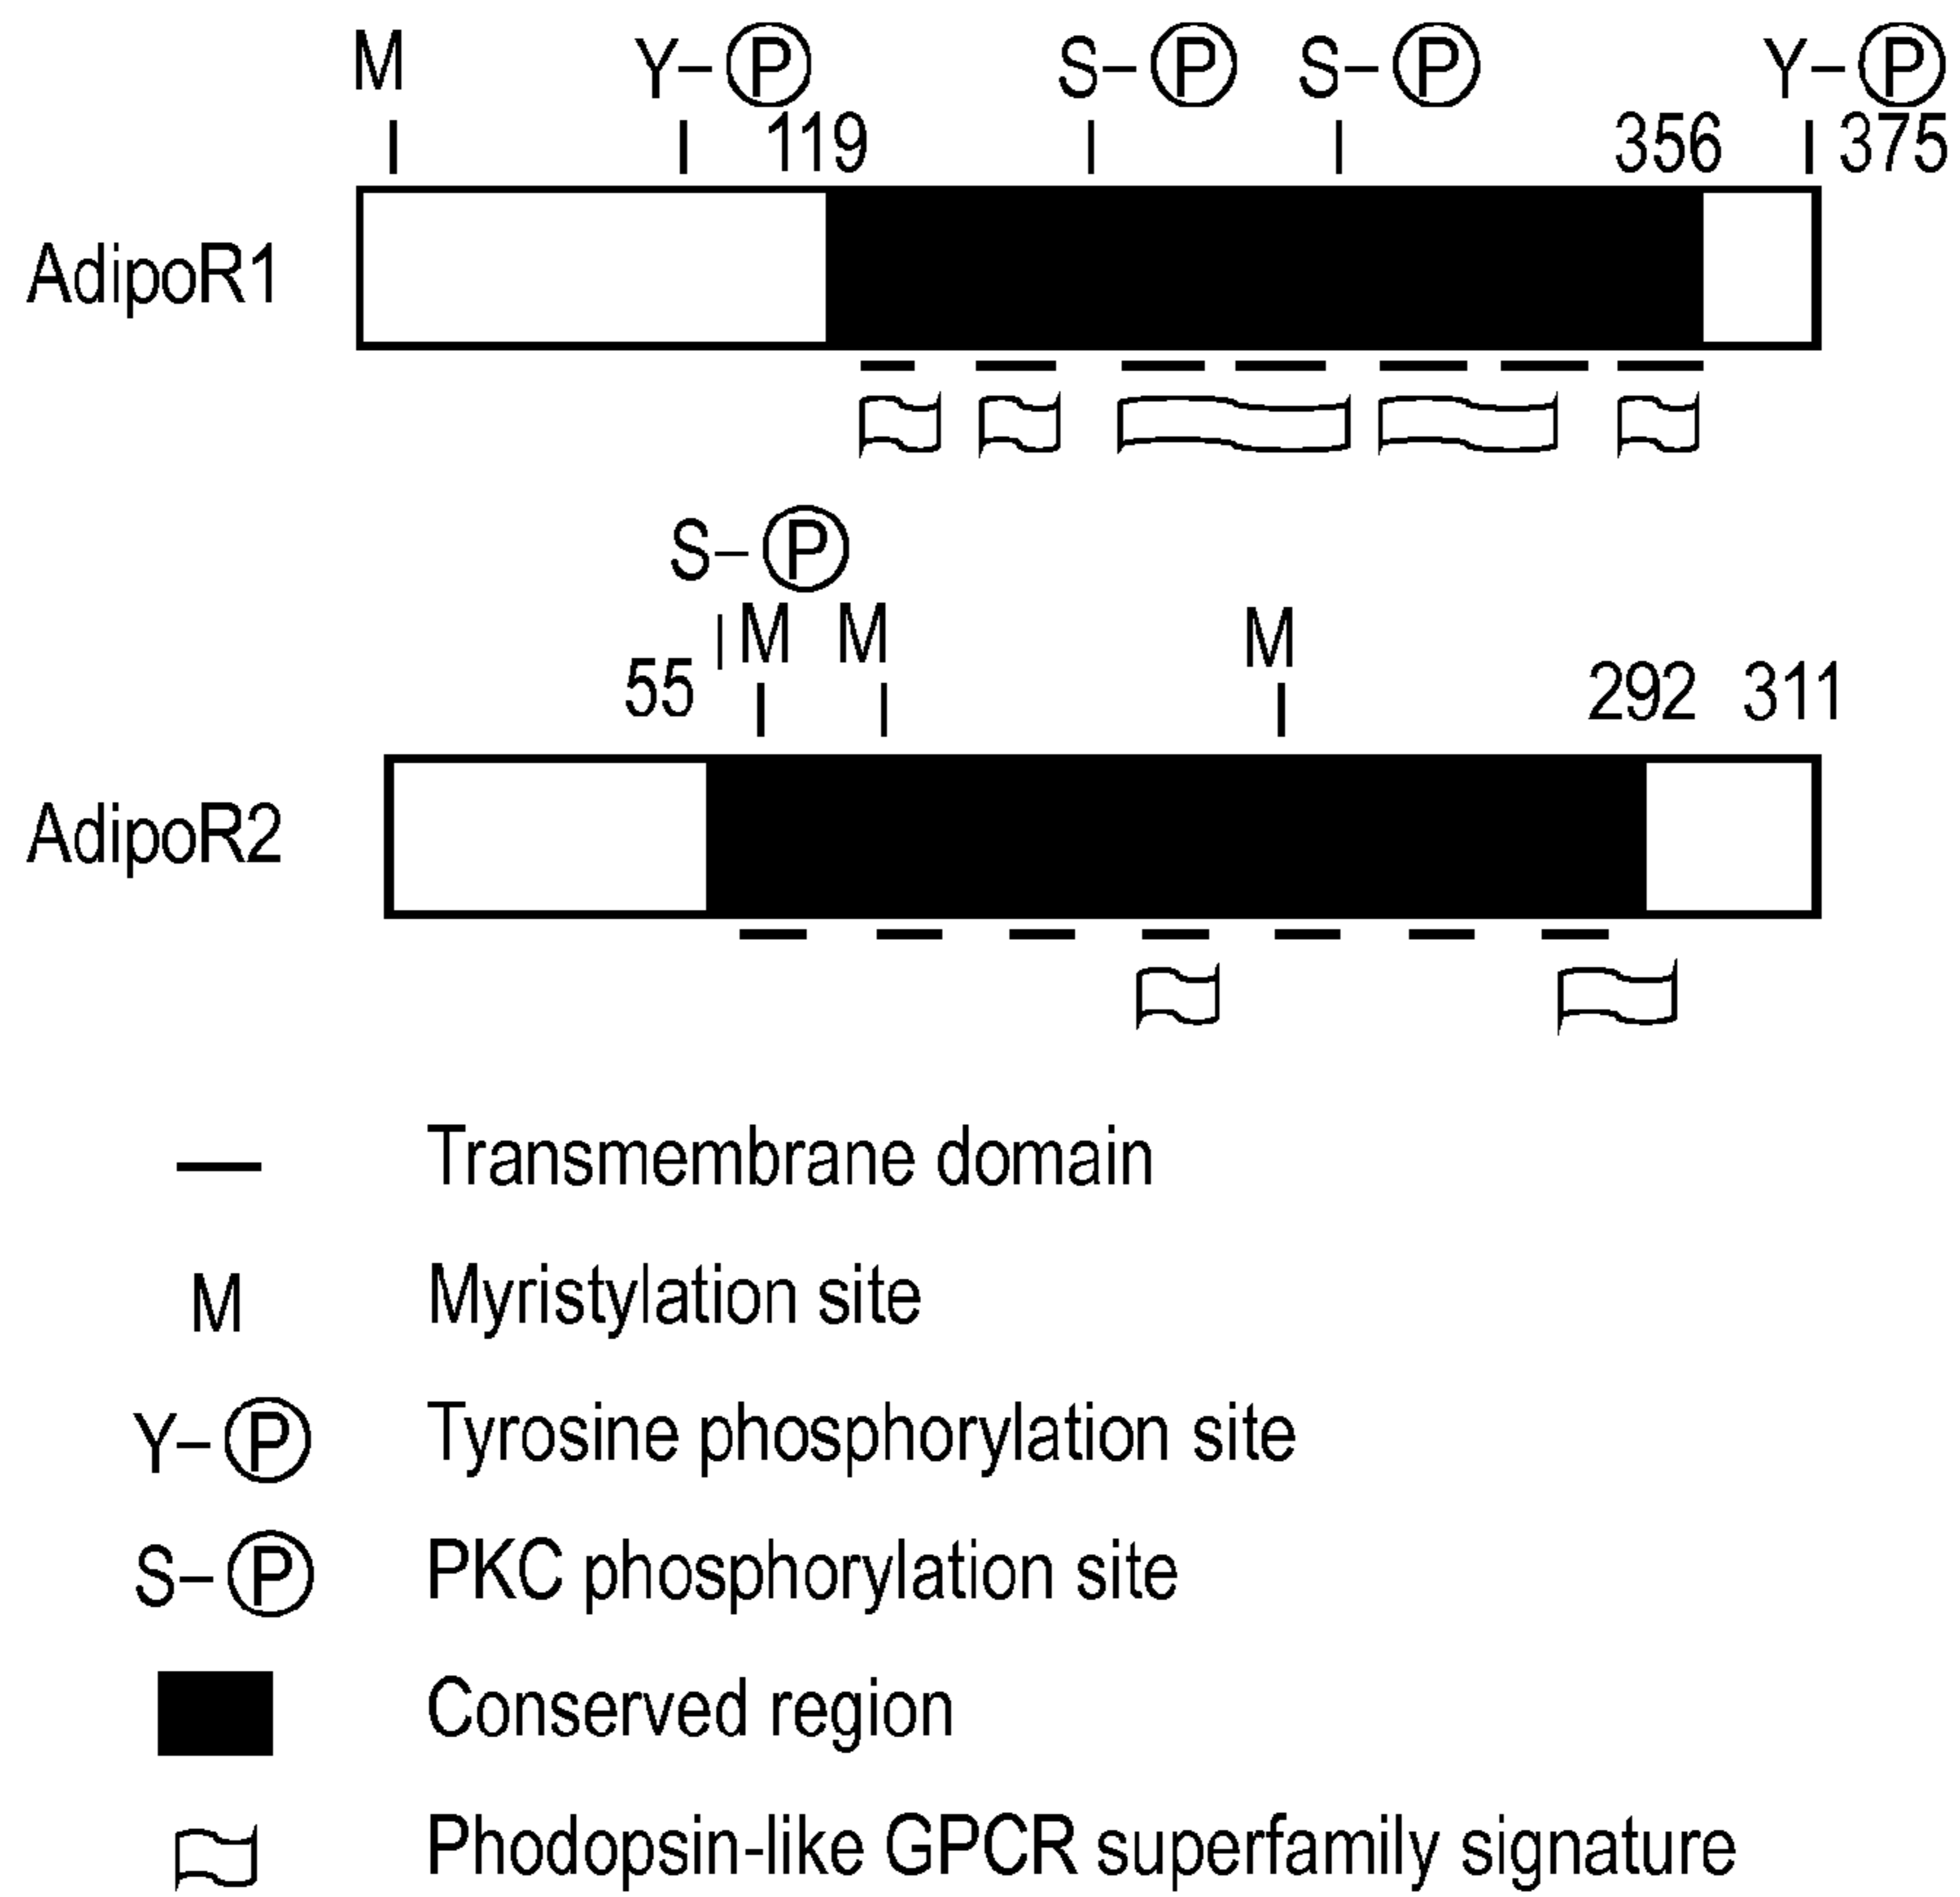 M Y–P S–P S–P Y–P
119 356 375
AdipoR1
S–P
M M M
55 292 311
AdipoR2
Transmembrane domain
M Myristylation site
Y–P Tyrosine phosphorylation site
S–P PKC phosphorylation site
Conserved region
Phodopsin-like GPCR superfamily signature